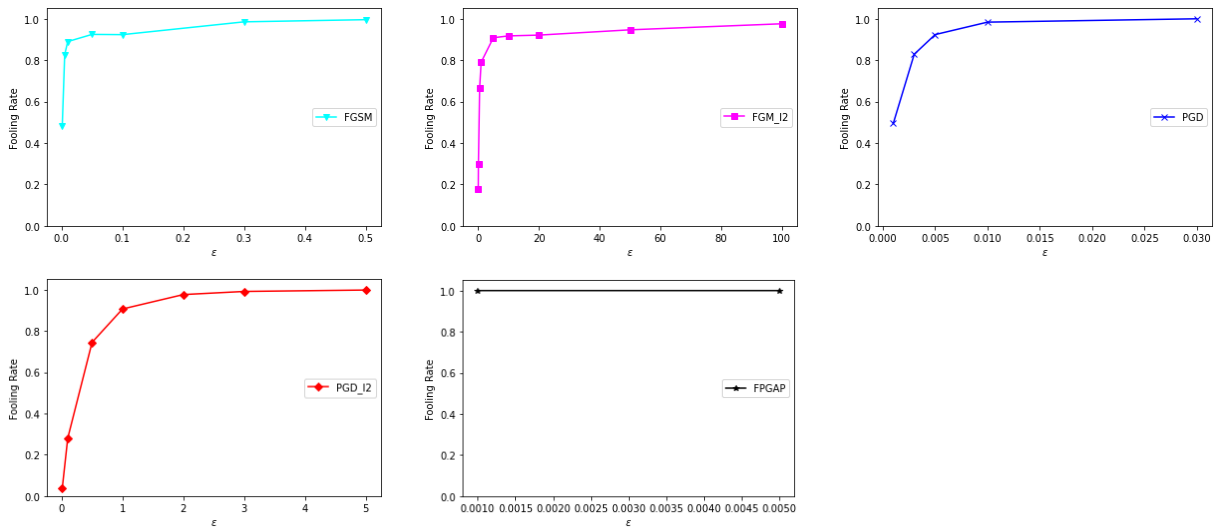 1.0
0.8
0.6
0.4
0.2
0.0
Fooling Rate
FGSM
0.0 0.1 0.2 0.3 0.4 0.5
ε
1.0
0.8
0.6
0.4
0.2
0.0
Fooling Rate
FGM_l2
0 20 40 60 80 100
ε
1.0
0.8
0.6
0.4
0.2
0.0
Fooling Rate
PGD
0.000 0.005 0.010 0.015 0.020 0.025 0.030
ε
1.0
0.8
0.6
0.4
0.2
0.0
Fooling Rate
PGD_l2
0 1 2 3 4 5
ε
1.0
0.8
0.6
0.4
0.2
0.0
Fooling Rate
FPGAP
0.0010 0.0015 0.0020 0.0025 0.0030 0.0035 0.0040 0.0045 0.0050
ε